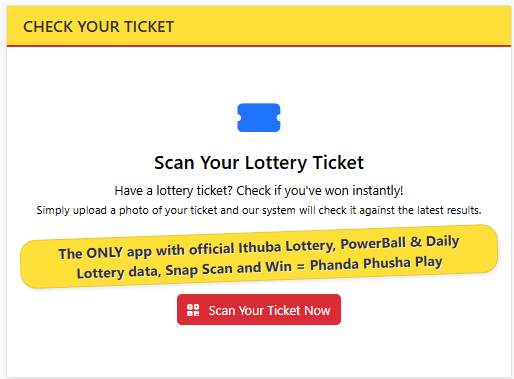 CHECK YOUR TICKET
Scan Your Lottery Ticket
Have a lottery ticket? Check if you've won instantly!
Simply upload a photo of your ticket and our system will check it against the latest results.
The ONLY app with official Ithuba Lottery, PowerBall & Daily
Lottery data, Snap Scan and Win = Phanda Phusha Play
Scan Your Ticket Now